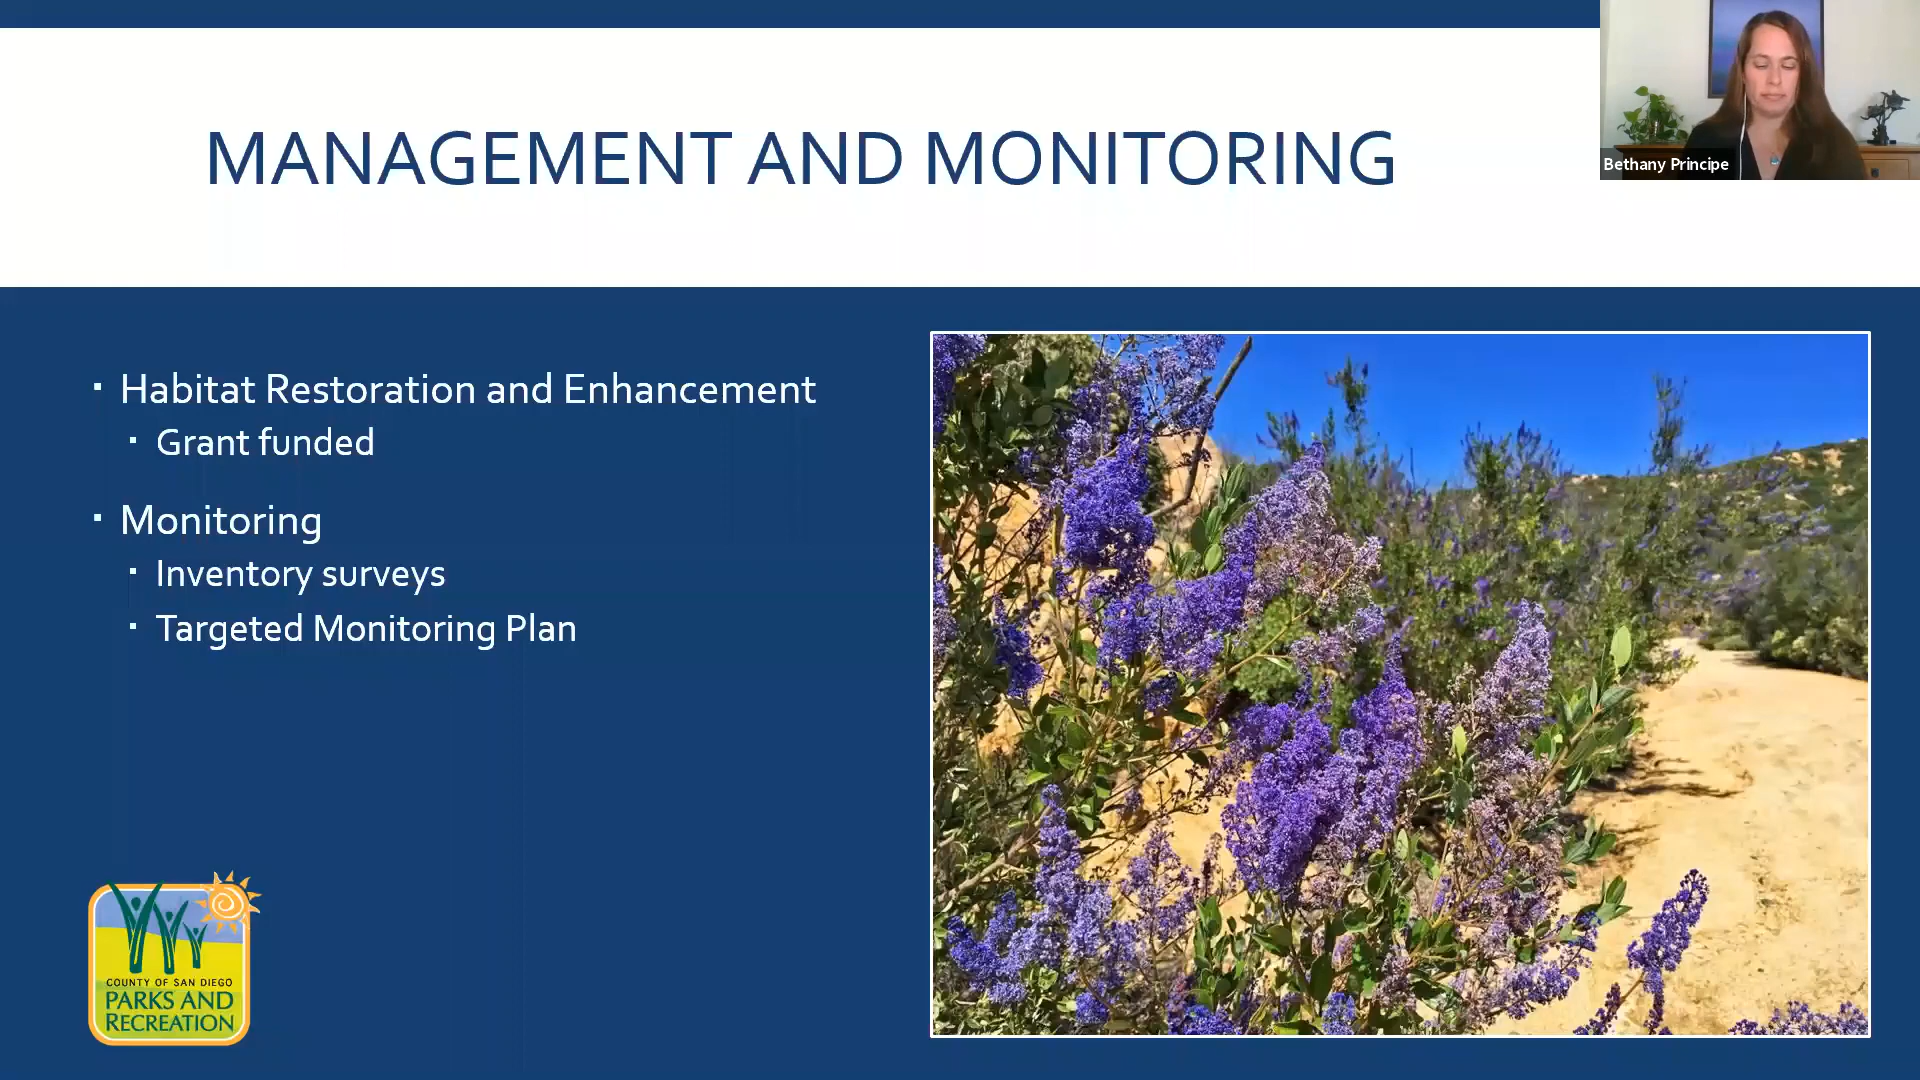 MANAGEMENT AND MONITORING
Bethany Principe
▪ Habitat Restoration and Enhancement
▪ Grant funded
▪ Monitoring
▪ Inventory surveys
▪ Targeted Monitoring Plan
COUNTY OF SAN DIEGO
PARKS AND
RECREATION